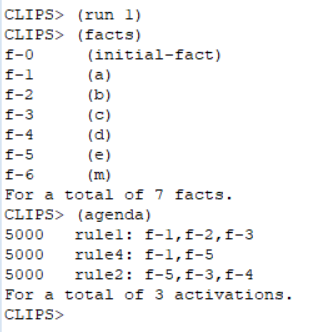 CLIPS> (run 1)
CLIPS> (facts)
f-0     (initial-fact)
f-1     (a)
f-2     (b)
f-3     (c)
f-4     (d)
f-5     (e)
f-6     (m)
For a total of 7 facts.
CLIPS> (agenda)
5000   rule1: f-1,f-2,f-3
5000   rule4: f-1,f-5
5000   rule2: f-5,f-3,f-4
For a total of 3 activations.
CLIPS>